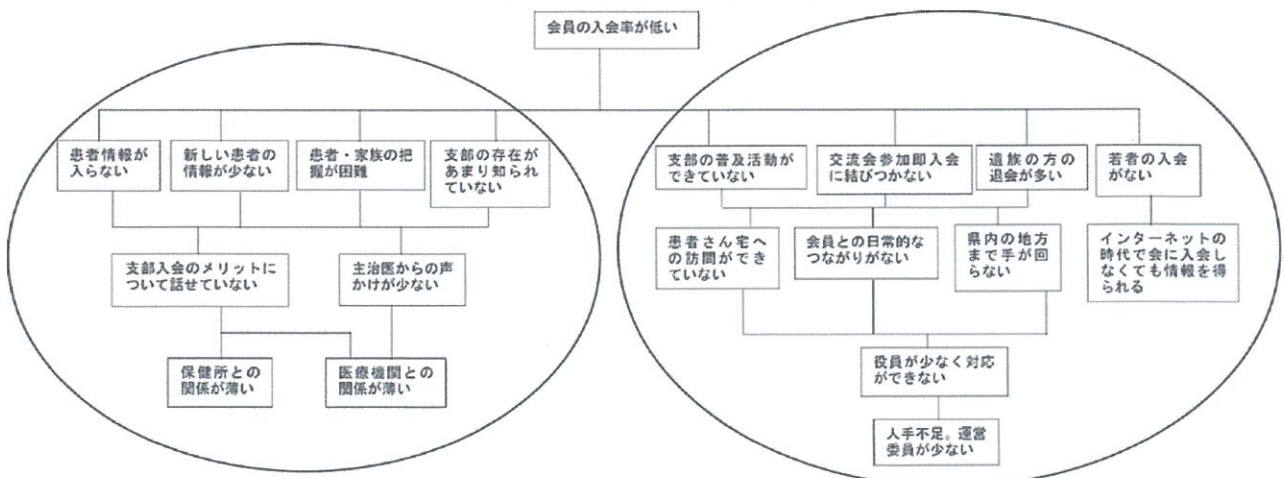 会員の入会率が低い
患者情報が
入らない
新しい患者の
情報が少ない
患者・家族の把
握が困難
支部の存在が
あまり知られ
ていない
支部の普及活動が
できていない
交流会参加即入会
に結びつかない
遺族の方の
退会が多い
若者の入会
がない
支部入会のメリットに
ついて話せていない
主治医からの声
かけが少ない
患者さん宅へ
の訪問ができ
ていない
会員との日常的な
つながりがない
県内の地方
まで手が回
らない
インターネットの
時代で会に入会し
なくても情報を得
られる
保健所との
関係が薄い
医療機関との
関係が薄い
役員が少なく対応
ができない
人手不足。運営
委員が少ない